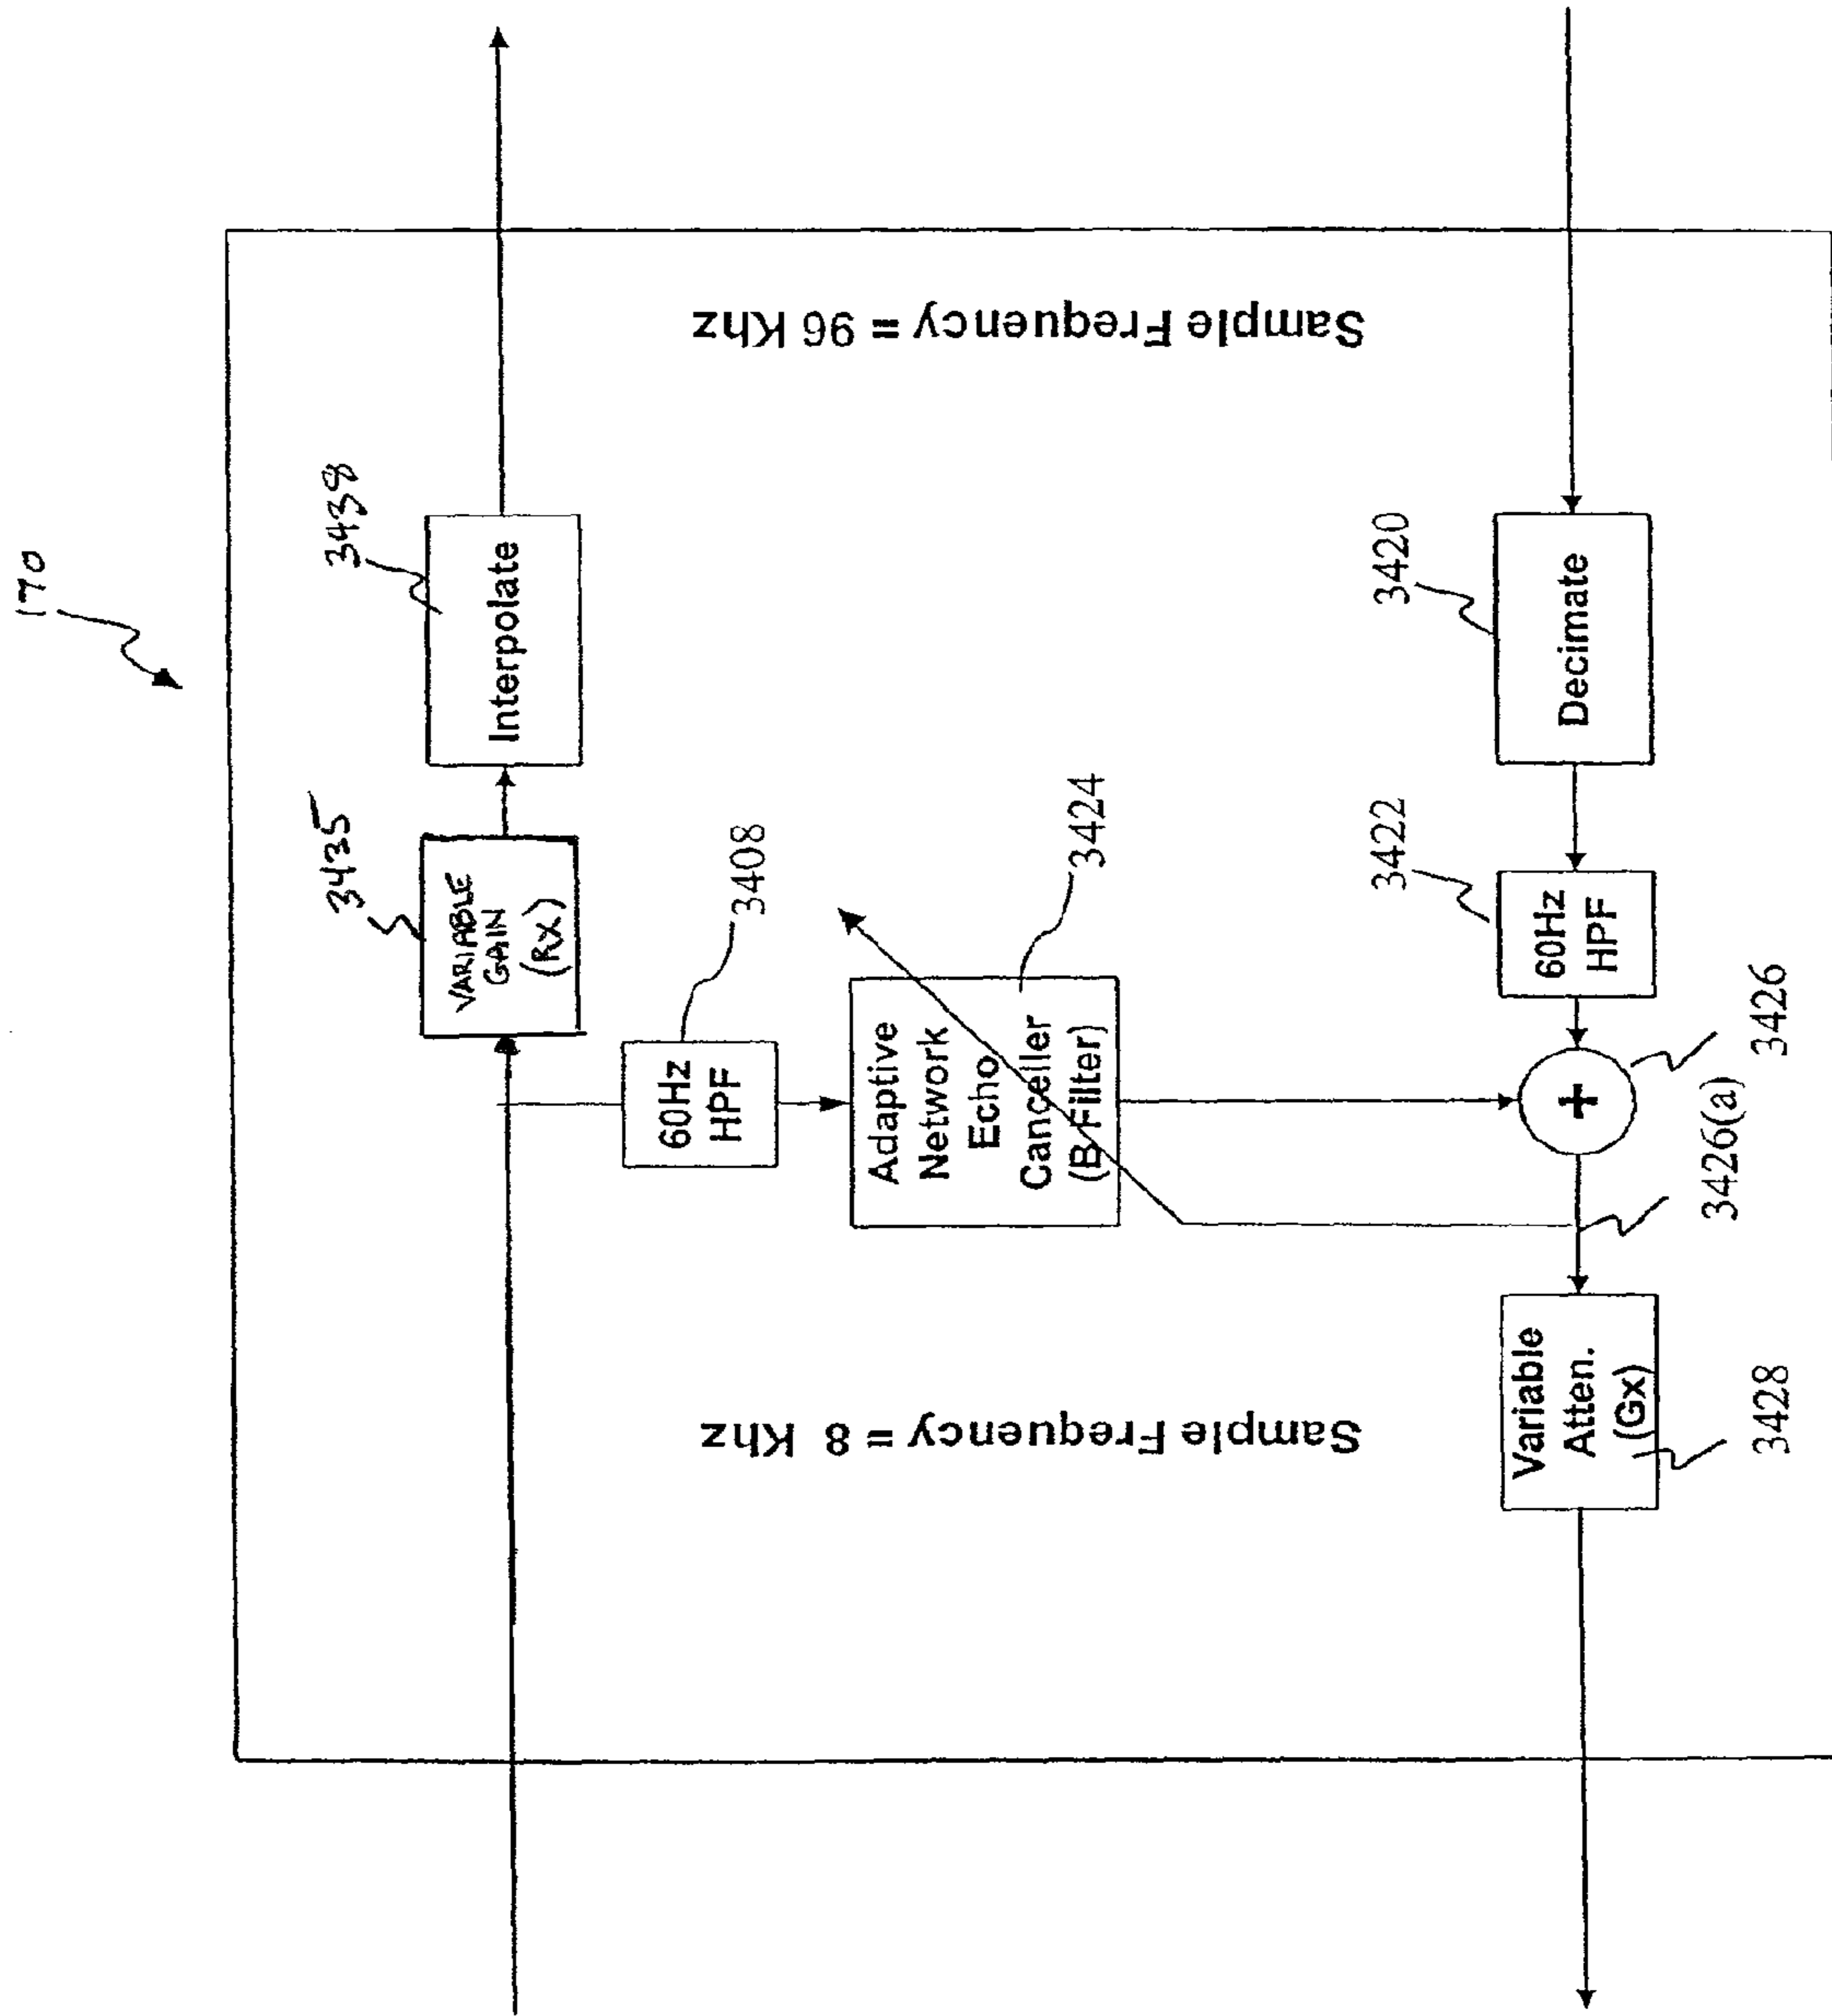 170
3435
3438
VARIABLE
GAIN
(Rx)
Interpolate
3408
60Hz
HPF
Sample Frequency = 96 Khz
Adaptive
Network
Echo
Canceller
(B Filter)
3424
Sample Frequency = 8 Khz
3420
3422
Decimate
60Hz
HPF
+
3426
3426(a)
Variable
Atten.
(Gx)
3428